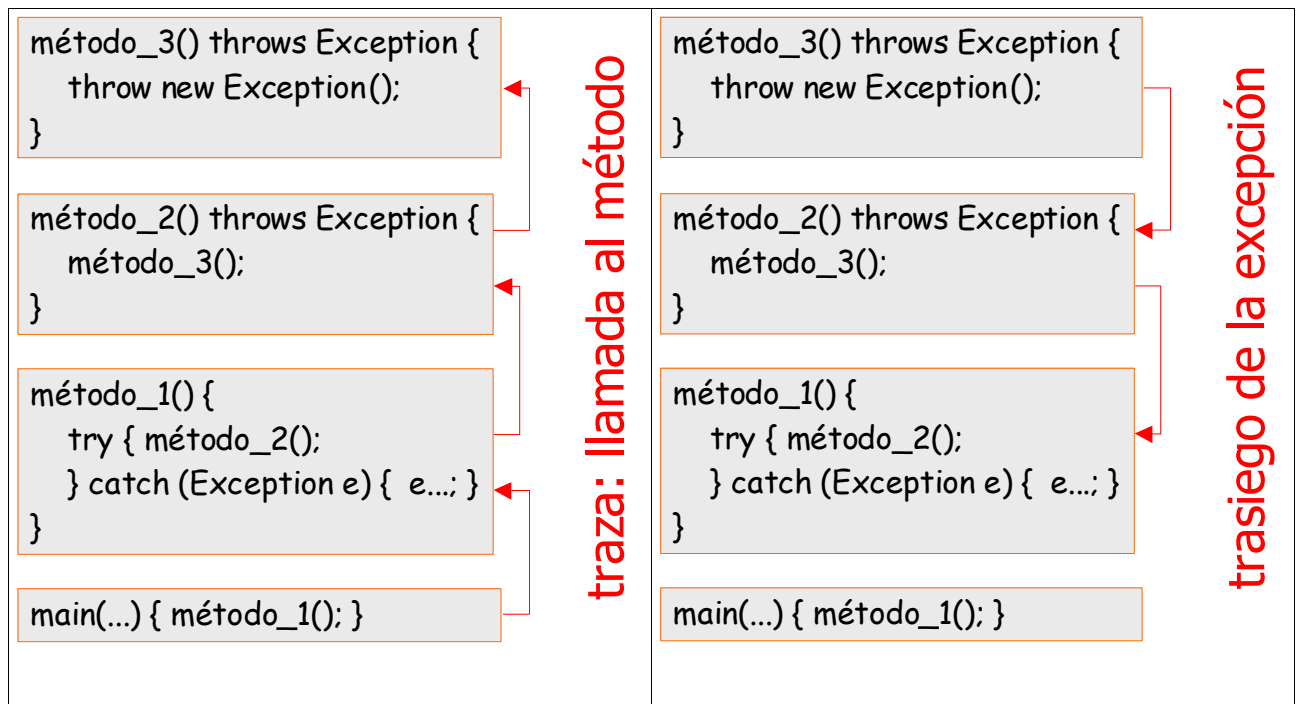 método_3() throws Exception {
throw new Exception();
}
método_2() throws Exception {
método_3();
}
método_1() {
try { método_2();
} catch (Exception e) { e...; }
}
main(...) { método_1(); }
traza: llamada al método
método_3() throws Exception {
throw new Exception();
}
método_2() throws Exception {
método_3();
}
método_1() {
try { método_2();
} catch (Exception e) { e...; }
}
main(...) { método_1(); }
trasiego de la excepción